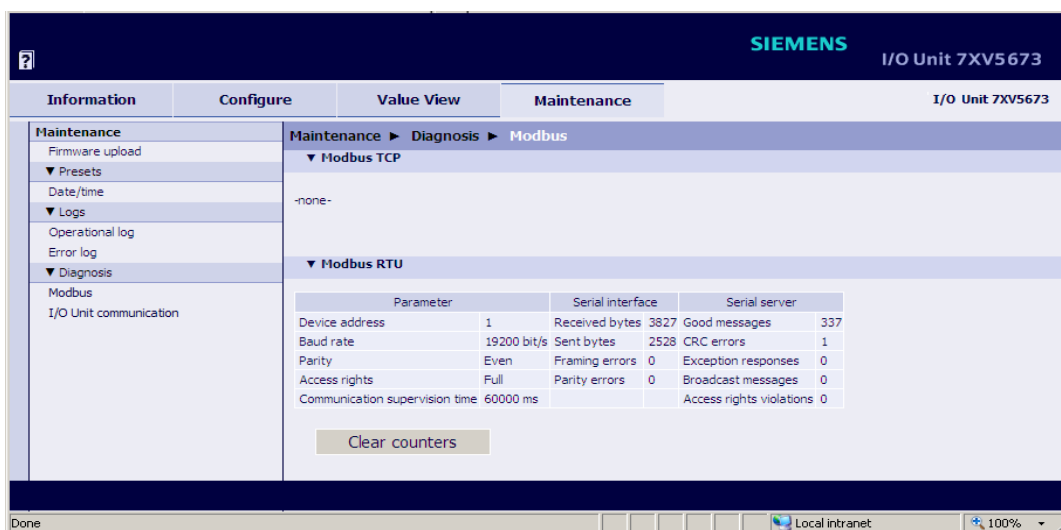 SIEMENS
?
I/O Unit 7XV5673
Information Configure Value View Maintenance I/O Unit 7XV5673
Maintenance
Firmware upload
▼ Presets
Date/time
▼ Logs
Operational log
Error log
▼ Diagnosis
Modbus
I/O Unit communication
Maintenance ► Diagnosis ► Modbus
▼ Modbus TCP
-none-
▼ Modbus RTU
Parameter Serial interface Serial server
Device address 1 Received bytes 3827 Good messages 337
Baud rate 19200 bit/s Sent bytes 2528 CRC errors 1
Parity Even Framing errors 0 Exception responses 0
Access rights Full Parity errors 0 Broadcast messages 0
Communication supervision time 60000 ms Access rights violations 0
Clear counters
Done Local intranet 100%